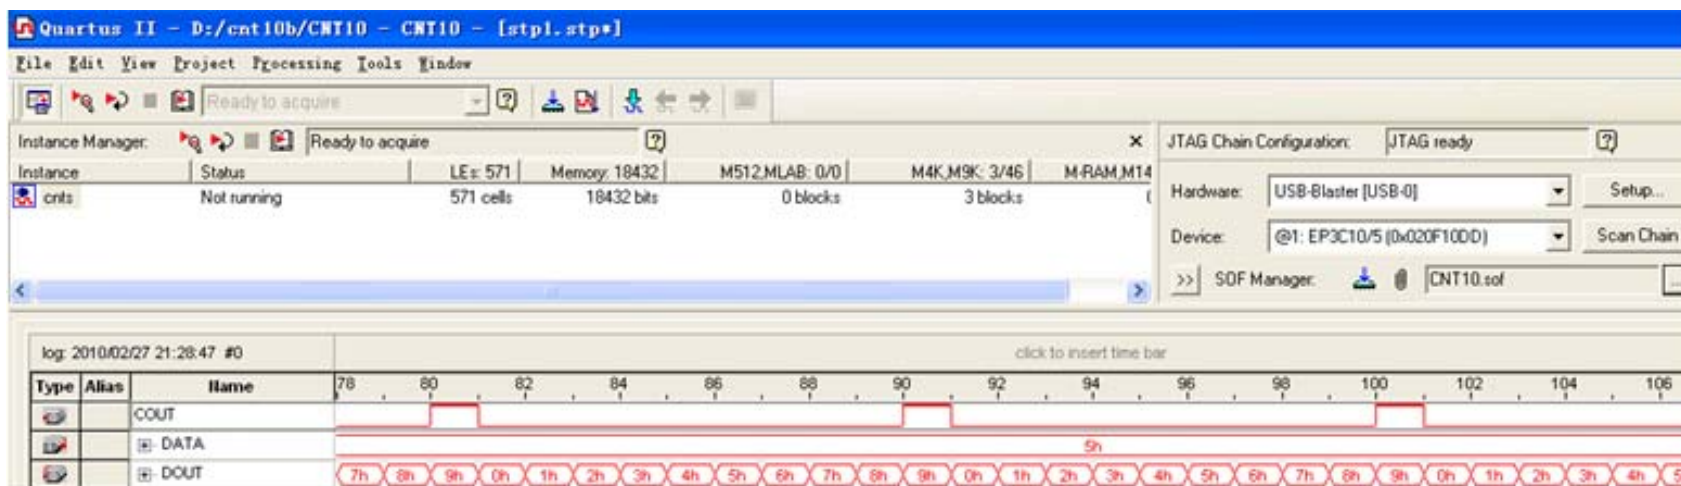 Quartus II - D:/cnt10b/CNT10 - CNT10 - [stp1.stp*]
File Edit View Project Processing Tools Window
Ready to acquire
Instance Manager: Ready to acquire
JTAG Chain Configuration: JTAG ready
Instance Status LEs: 571 Memory: 18432 M512,MLAB: 0/0 M4K,M9K: 3/46 M-RAM,M14
cnts Not running 571 cells 18432 bits 0 blocks 3 blocks
Hardware: USB-Blaster [USB-0] Setup...
Device: @1: EP3C10/5 (0x020F10DD) Scan Chain
>> SOF Manager: CNT10.sof ...
log: 2010/02/27 21:28:47 #0 click to insert time bar
Type Alias Name 78 80 82 84 86 88 90 92 94 96 98 100 102 104 106
COUT
DATA 5h
DOUT 7h 8h 9h 0h 1h 2h 3h 4h 5h 6h 7h 8h 9h 0h 1h 2h 3h 4h 5h 6h 7h 8h 9h 0h 1h 2h 3h 4h 5